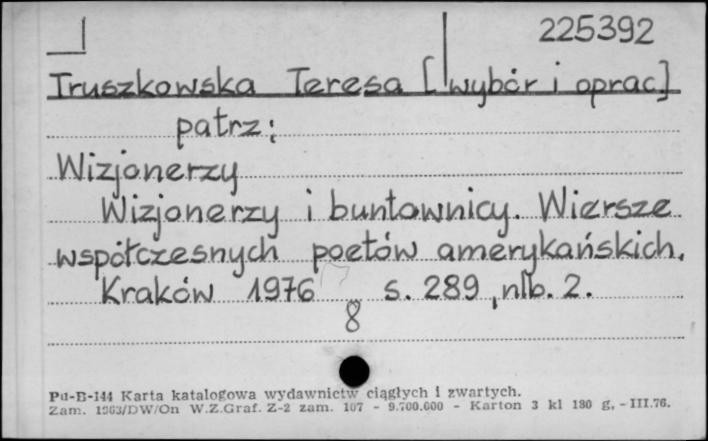 225392
Truszkowska Teresa [wybór i oprac]
patrz:
Wizjonerzy
Wizjonerzy i buntownicy. Wiersze
współczesnych poetów amerykańskich.
Kraków 1976 s. 289, nlb. 2.
8
Pu-B-144 Karta katalogowa wydawnictw ciągłych i zwartych.
Zam. 1263/DW/On W.Z.Graf. Z-2 zam. 107 - 9.700.000 - Karton 3 kl 180 g. - III.76.